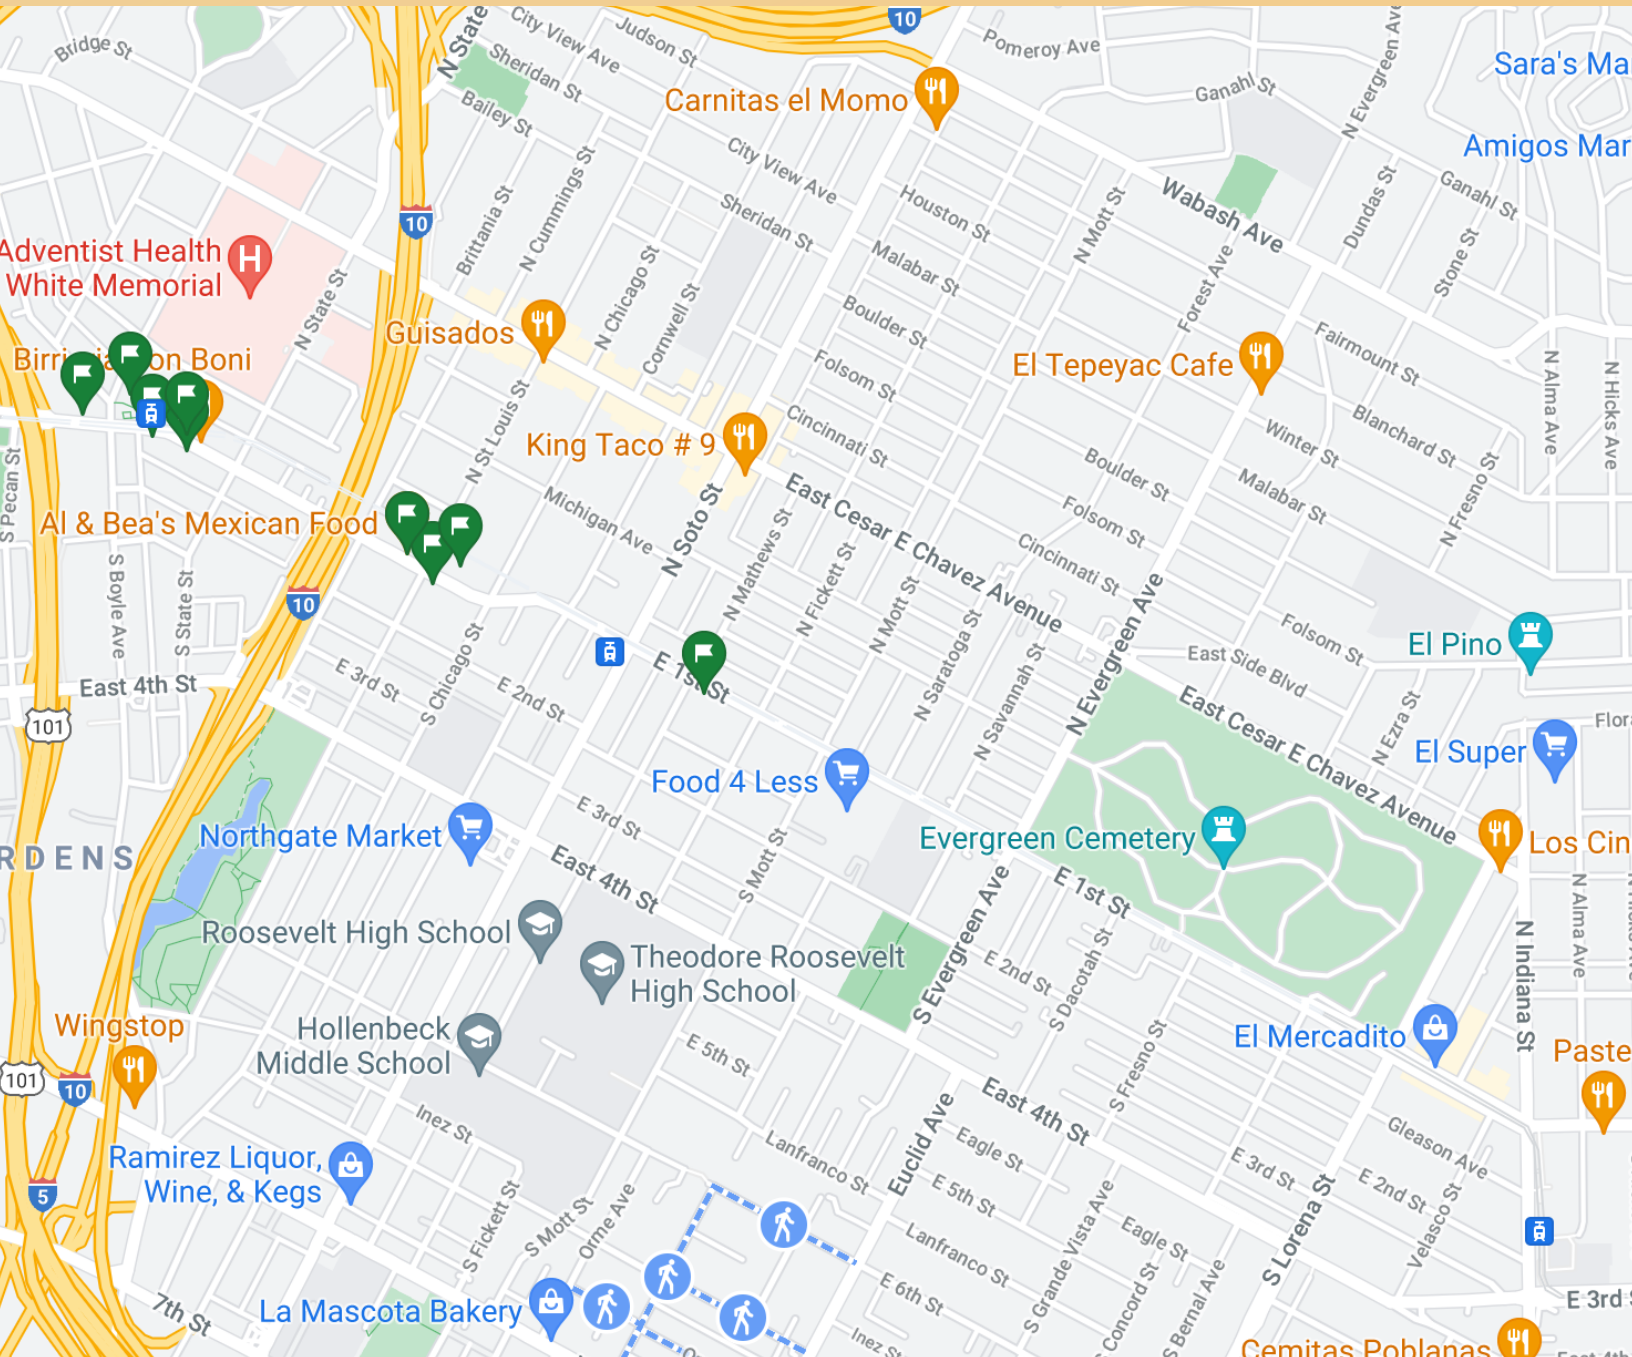 Bridge St
N State
City View Ave
Judson St
10
Pomeroy Ave
N Evergreen Ave
Sara's Ma
Sheridan St
Carnitas el Momo
Ganahl St
Bailey St
Amigos Mar
City View Ave
Ganahl St
Wabash Ave
Dundas St
N Cummings St
Brittania St
Houston St
N Mott St
Sheridan St
10
Adventist Health
White Memorial
H
Malabar St
Stone St
Forest Ave
N State St
N Chicago St
Cornwell St
Boulder St
Guisados
Fairmount St
El Tepeyac Cafe
Folsom St
N Alma Ave
N Hicks Ave
N St Louis St
Cincinnati St
Blanchard St
Winter St
King Taco # 9
S Pecan St
Boulder St
Malabar St
N Fresno St
East Cesar E Chavez Avenue
Michigan Ave
Folsom St
Al & Bea's Mexican Food
N Soto St
Cincinnati St
N Mathews St
N Fickett St
N Mott St
N Saratoga St
S Boyle Ave
S State St
10
N Evergreen Ave
Folsom St
El Pino
East Side Blvd
E 1st St
E 3rd St
S Chicago St
E 2nd St
N Savannah St
East 4th St
101
East Cesar E Chavez Avenue
N Ezra St
Flora
El Super
Food 4 Less
E 3rd St
Northgate Market
Evergreen Cemetery
Los Cin
RDENS
S Mott St
East 4th St
E 1st St
N Alma Ave
N Indiana St
Roosevelt High School
S Evergreen Ave
Theodore Roosevelt
High School
E 2nd St
S Dacotah St
Wingstop
Hollenbeck
Middle School
El Mercadito
E 5th St
Paste
101
10
S Fresno St
East 4th St
Inez St
Euclid Ave
Lanfranco St
Eagle St
Gleason Ave
Ramirez Liquor,
Wine, & Kegs
E 3rd St
E 2nd St
5
S Fickett St
S Mott St
Orme Ave
E 5th St
Velasco St
S Lorena St
Eagle St
Lanfranco St
S Grande Vista Ave
S Concord St
S Bernal Ave
E 6th St
7th St
La Mascota Bakery
E 3rd
Inez St
Cemitas Poblanas